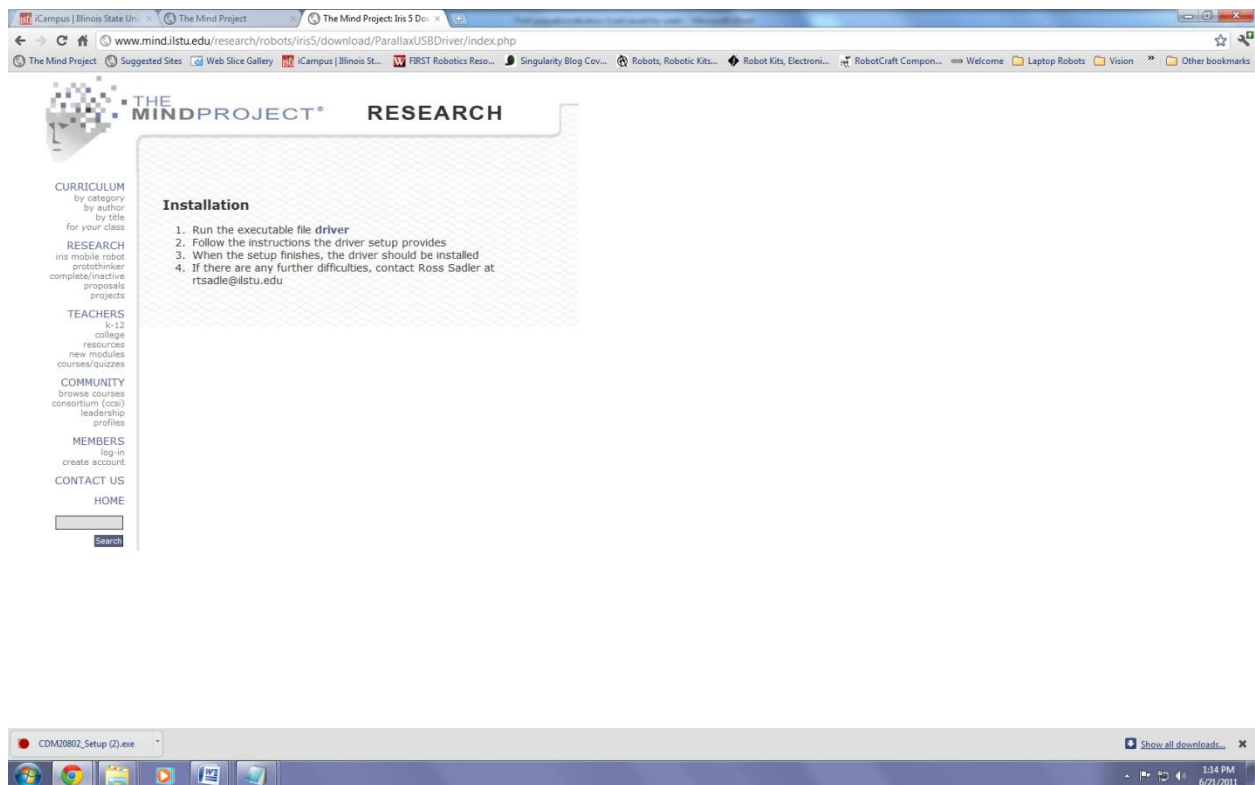 iCampus | Illinois State Uni
The Mind Project
The Mind Project: Iris 5 Dov
www.mind.ilstu.edu/research/robots/iris5/download/ParallaxUSBDriver/index.php
The Mind Project
Suggested Sites
Web Slice Gallery
iCampus | Illinois St...
FIRST Robotics Reso...
Singularity Blog Cov...
Robots, Robotic Kits...
Robot Kits, Electroni...
RobotCraft Compon...
Welcome
Laptop Robots
Vision
»
Other bookmarks
THE
MINDPROJECT®
RESEARCH
CURRICULUM
by category
by author
by title
for your class
RESEARCH
iris mobile robot
protothinker
complete/inactive
proposals
projects
TEACHERS
k-12
college
resources
new modules
courses/quizzes
COMMUNITY
browse courses
consortium (ccsi)
leadership
profiles
MEMBERS
log-in
create account
CONTACT US
HOME
Search
Installation
1. Run the executable file driver
2. Follow the instructions the driver setup provides
3. When the setup finishes, the driver should be installed
4. If there are any further difficulties, contact Ross Sadler at
rtsadle@ilstu.edu
CDM20802_Setup (2).exe
Show all downloads...
1:14 PM
6/21/2011